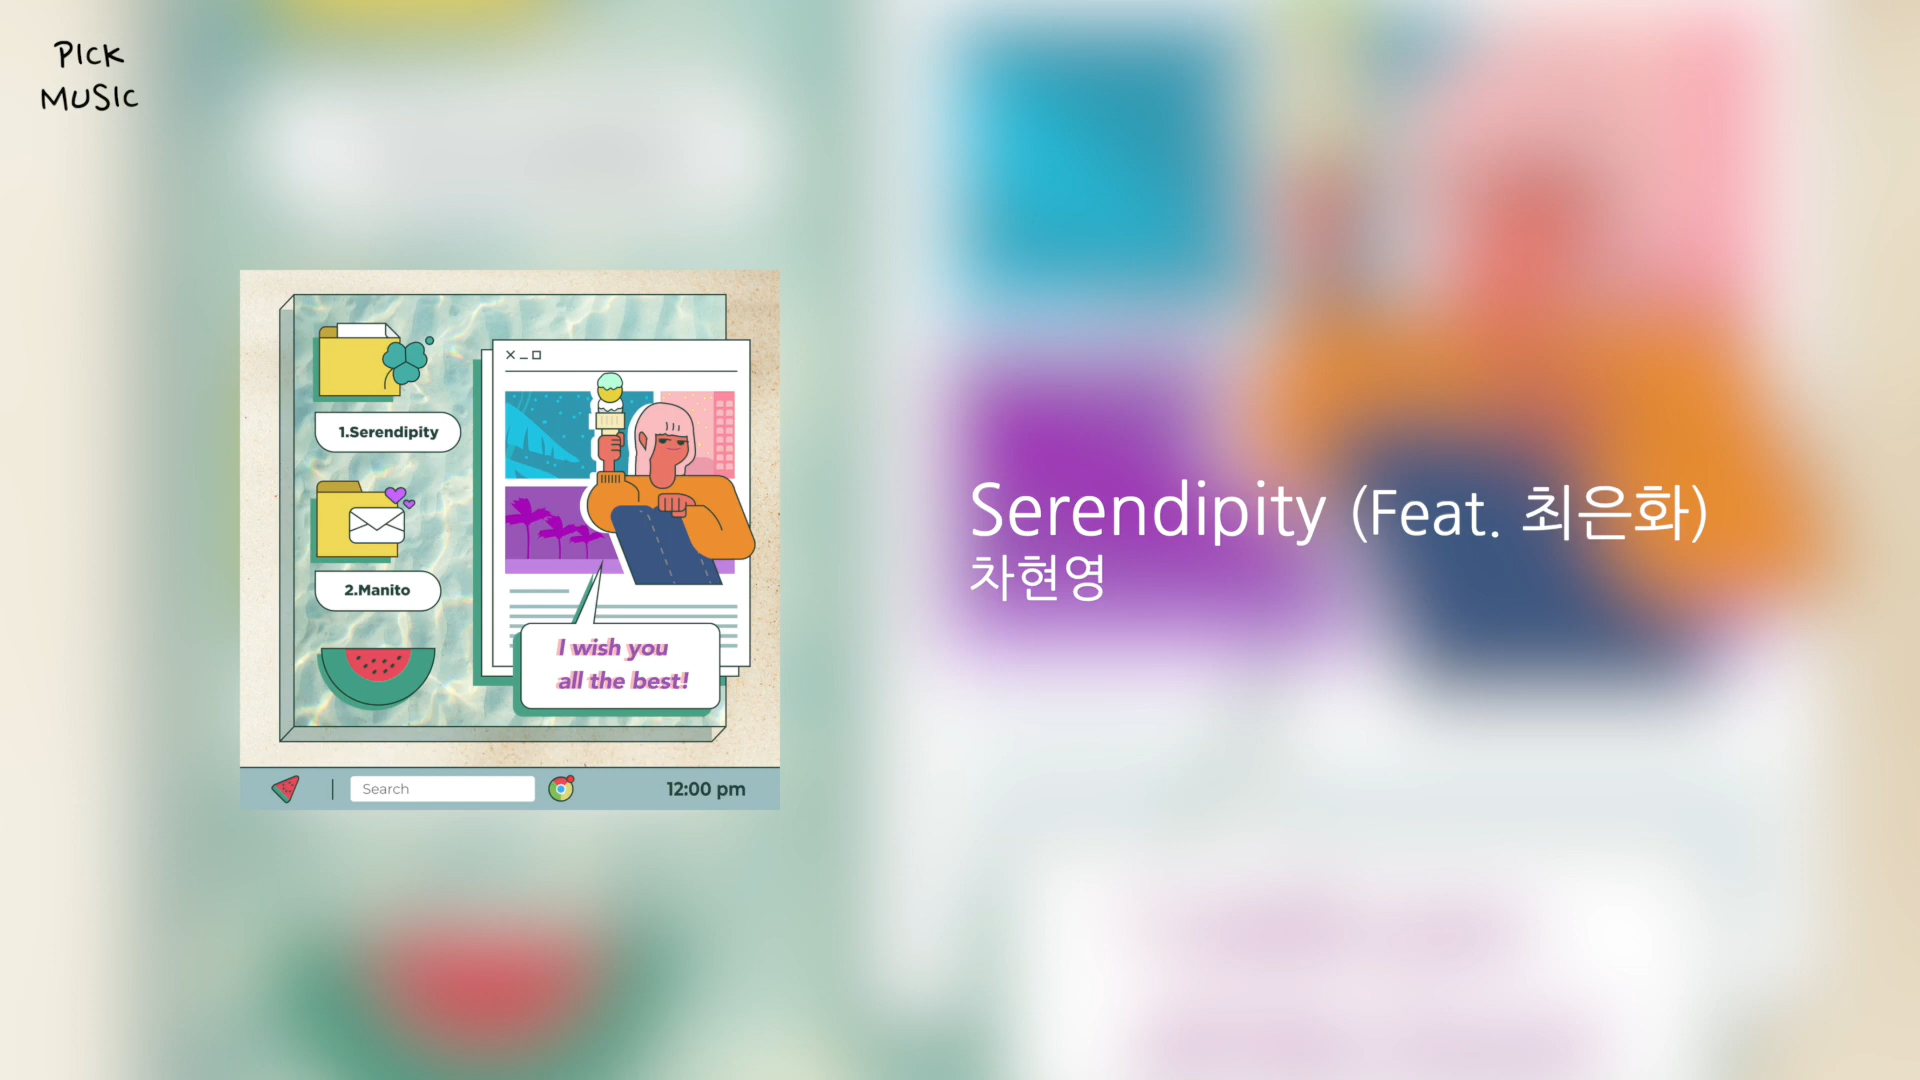 PICK
MUSIC
1.Serendipity
2.Manito
I wish you
all the best!
Search
12:00 pm
Serendipity (Feat. 최은화)
차현영